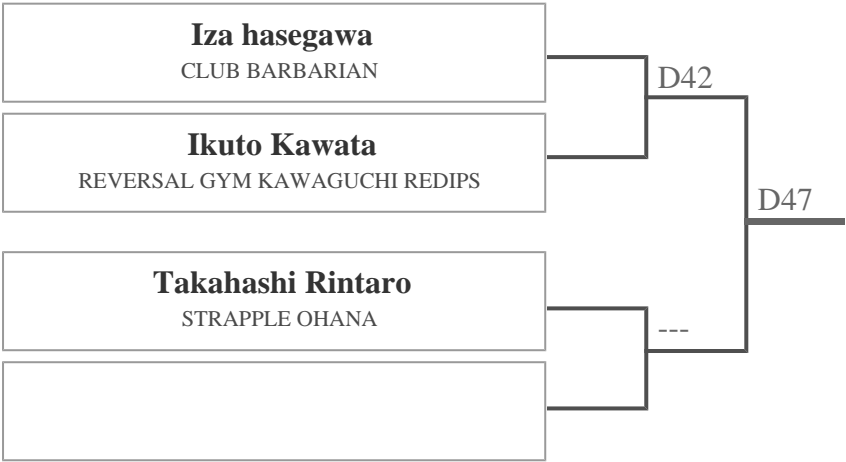 Iza hasegawa
CLUB BARBARIAN
D42
Ikuto Kawata
REVERSAL GYM KAWAGUCHI REDIPS
D47
Takahashi Rintaro
STRAPPLE OHANA
---